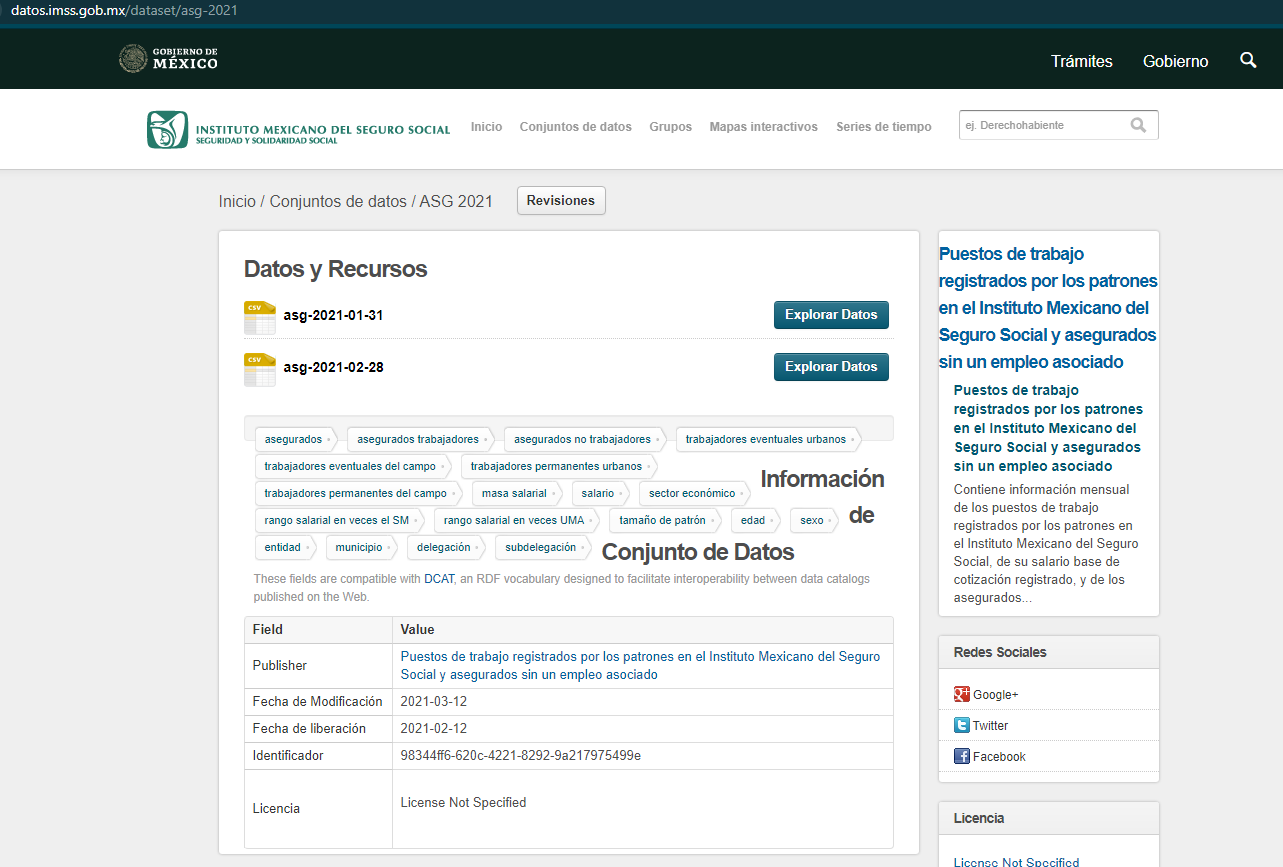 datos.imss.gob.mx/dataset/asg-2021
GOBIERNO DE
MÉXICO
Trámites
Gobierno
INSTITUTO MEXICANO DEL SEGURO SOCIAL
SEGURIDAD Y SOLIDARIDAD SOCIAL
Inicio
Conjuntos de datos
Grupos
Mapas interactivos
Series de tiempo
ej. Derechohabiente
Inicio / Conjuntos de datos / ASG 2021
Revisiones
Datos y Recursos
CSV
asg-2021-01-31
Explorar Datos
CSV
asg-2021-02-28
Explorar Datos
asegurados
asegurados trabajadores
asegurados no trabajadores
trabajadores eventuales urbanos
trabajadores eventuales del campo
trabajadores permanentes urbanos
trabajadores permanentes del campo
masa salarial
salario
sector económico
Información
rango salarial en veces el SM
rango salarial en veces UMA
tamaño de patrón
edad
sexo
de
entidad
municipio
delegación
subdelegación
Conjunto de Datos
These fields are compatible with DCAT, an RDF vocabulary designed to facilitate interoperability between data catalogs
published on the Web.
Field Value
Publisher
Puestos de trabajo registrados por los patrones en el Instituto Mexicano del Seguro
Social y asegurados sin un empleo asociado
Fecha de Modificación 2021-03-12
Fecha de liberación 2021-02-12
Identificador 98344ff6-620c-4221-8292-9a217975499e
Licencia License Not Specified
Puestos de trabajo
registrados por los patrones
en el Instituto Mexicano del
Seguro Social y asegurados
sin un empleo asociado
Puestos de trabajo
registrados por los patrones
en el Instituto Mexicano del
Seguro Social y asegurados
sin un empleo asociado
Contiene información mensual
de los puestos de trabajo
registrados por los patrones en
el Instituto Mexicano del Seguro
Social, de su salario base de
cotización registrado, y de los
asegurados...
Redes Sociales
Google+
Twitter
Facebook
Licencia
License Not Specified